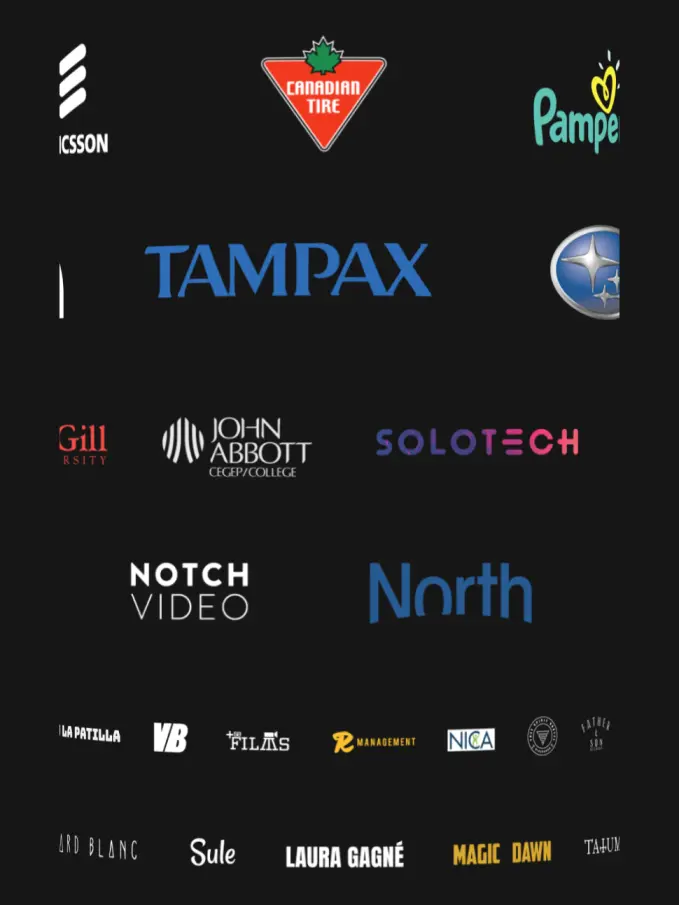 ICSSON
CANADIAN
TIRE
Pampe
TAMPAX
Gill
RSITY
JOHN
ABBOTT
CEGEP/COLLEGE
SOLOTECH
NOTCH
VIDEO
North
LA PATILLA
VB
FILMS
R MANAGEMENT
NICA
FATHER
&
SON
ARD BLANC
Sule
LAURA GAGNÉ
MAGIC DAWN
TATUM